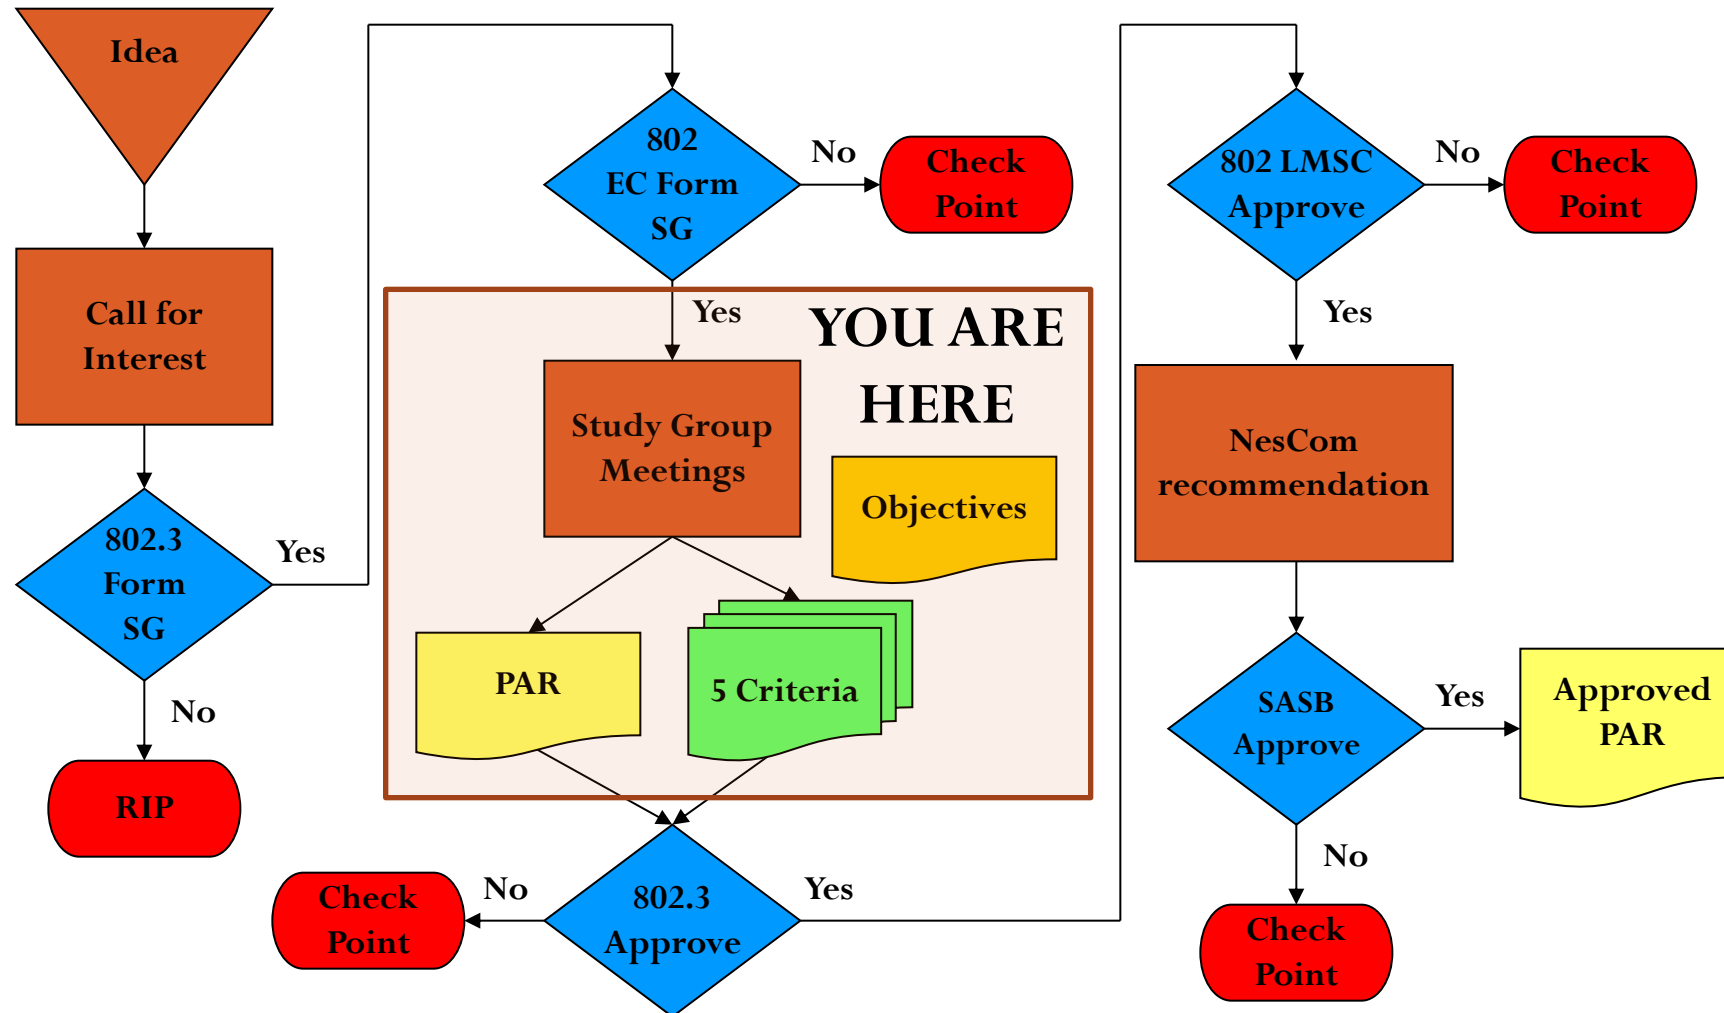 Idea
Call for
Interest
802.3
Form
SG
Yes
No
RIP
802
EC Form
SG
No
Check
Point
Yes
YOU ARE
HERE
Study Group
Meetings
Objectives
PAR
5 Criteria
802.3
Approve
No
Check
Point
Yes
802 LMSC
Approve
No
Check
Point
Yes
NesCom
recommendation
SASB
Approve
Yes
Approved
PAR
No
Check
Point